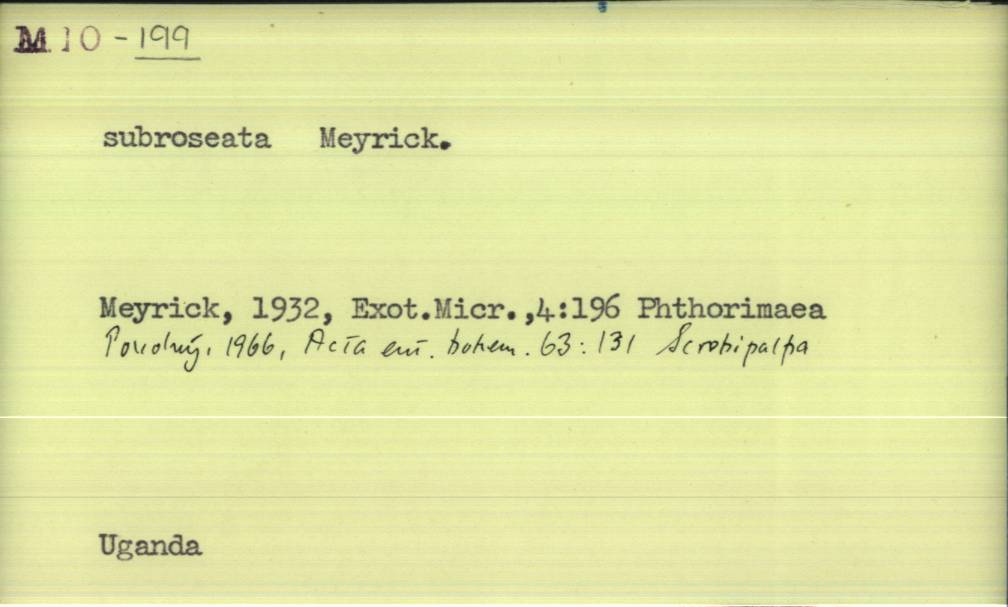 M10-199
subroseata Meyrick.
Meyrick, 1932, Exot.Micr.,4:196 Phthorimaea
Povolný, 1966, Acta ent. bohem. 63:131 Scrobipalpa
Uganda